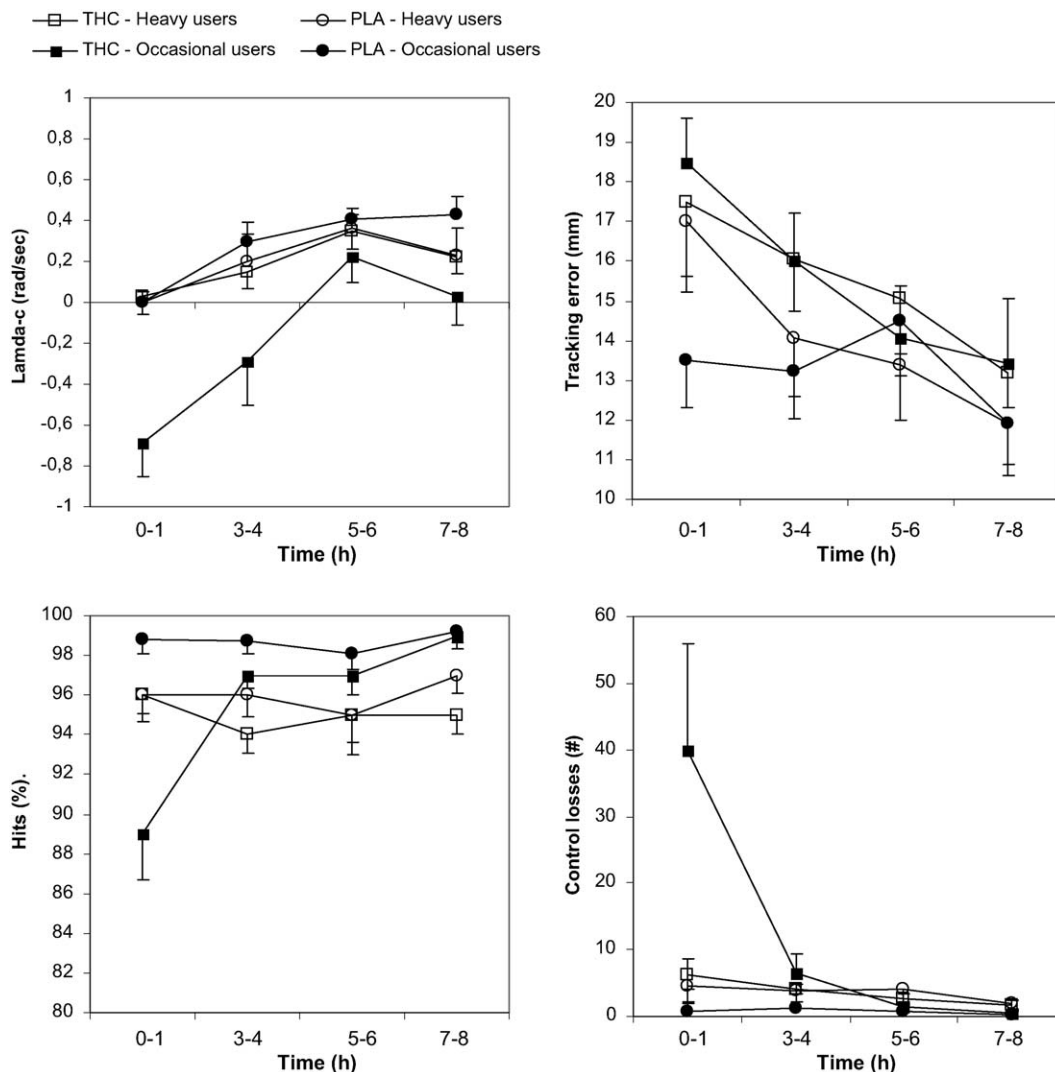 THC - Heavy users
PLA - Heavy users
THC - Occasional users
PLA - Occasional users
Lamda-c (rad/sec)
1
0,8
0,6
0,4
0,2
0
-0,2
-0,4
-0,6
-0,8
-1
0-1 3-4 5-6 7-8
Time (h)
Tracking error (mm)
20
19
18
17
16
15
14
13
12
11
10
0-1 3-4 5-6 7-8
Time (h)
Hits (%).
100
98
96
94
92
90
88
86
84
82
80
0-1 3-4 5-6 7-8
Time (h)
Control losses (#)
60
50
40
30
20
10
0
0-1 3-4 5-6 7-8
Time (h)